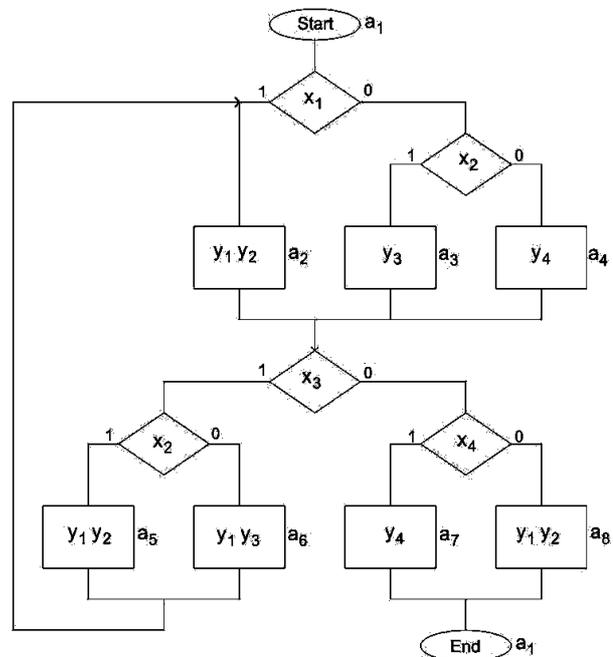 Start a1
1 x1 0
1 x2 0
y1 y2 a2 y3 a3 y4 a4
1 x3 0
1 x2 0 1 x4 0
y1 y2 a5 y1 y3 a6 y4 a7 y1 y2 a8
End a1